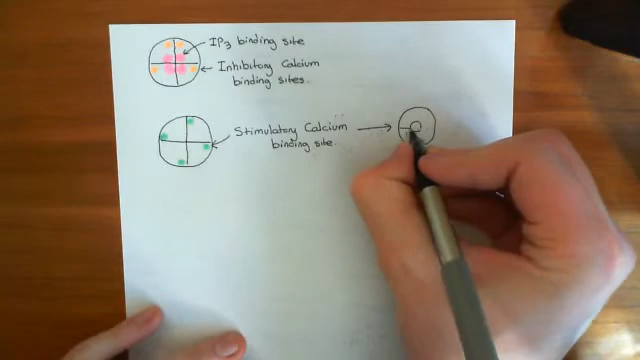 IP3 binding site
Inhibitory Calcium
binding sites.
Stimulatory Calcium
binding site.